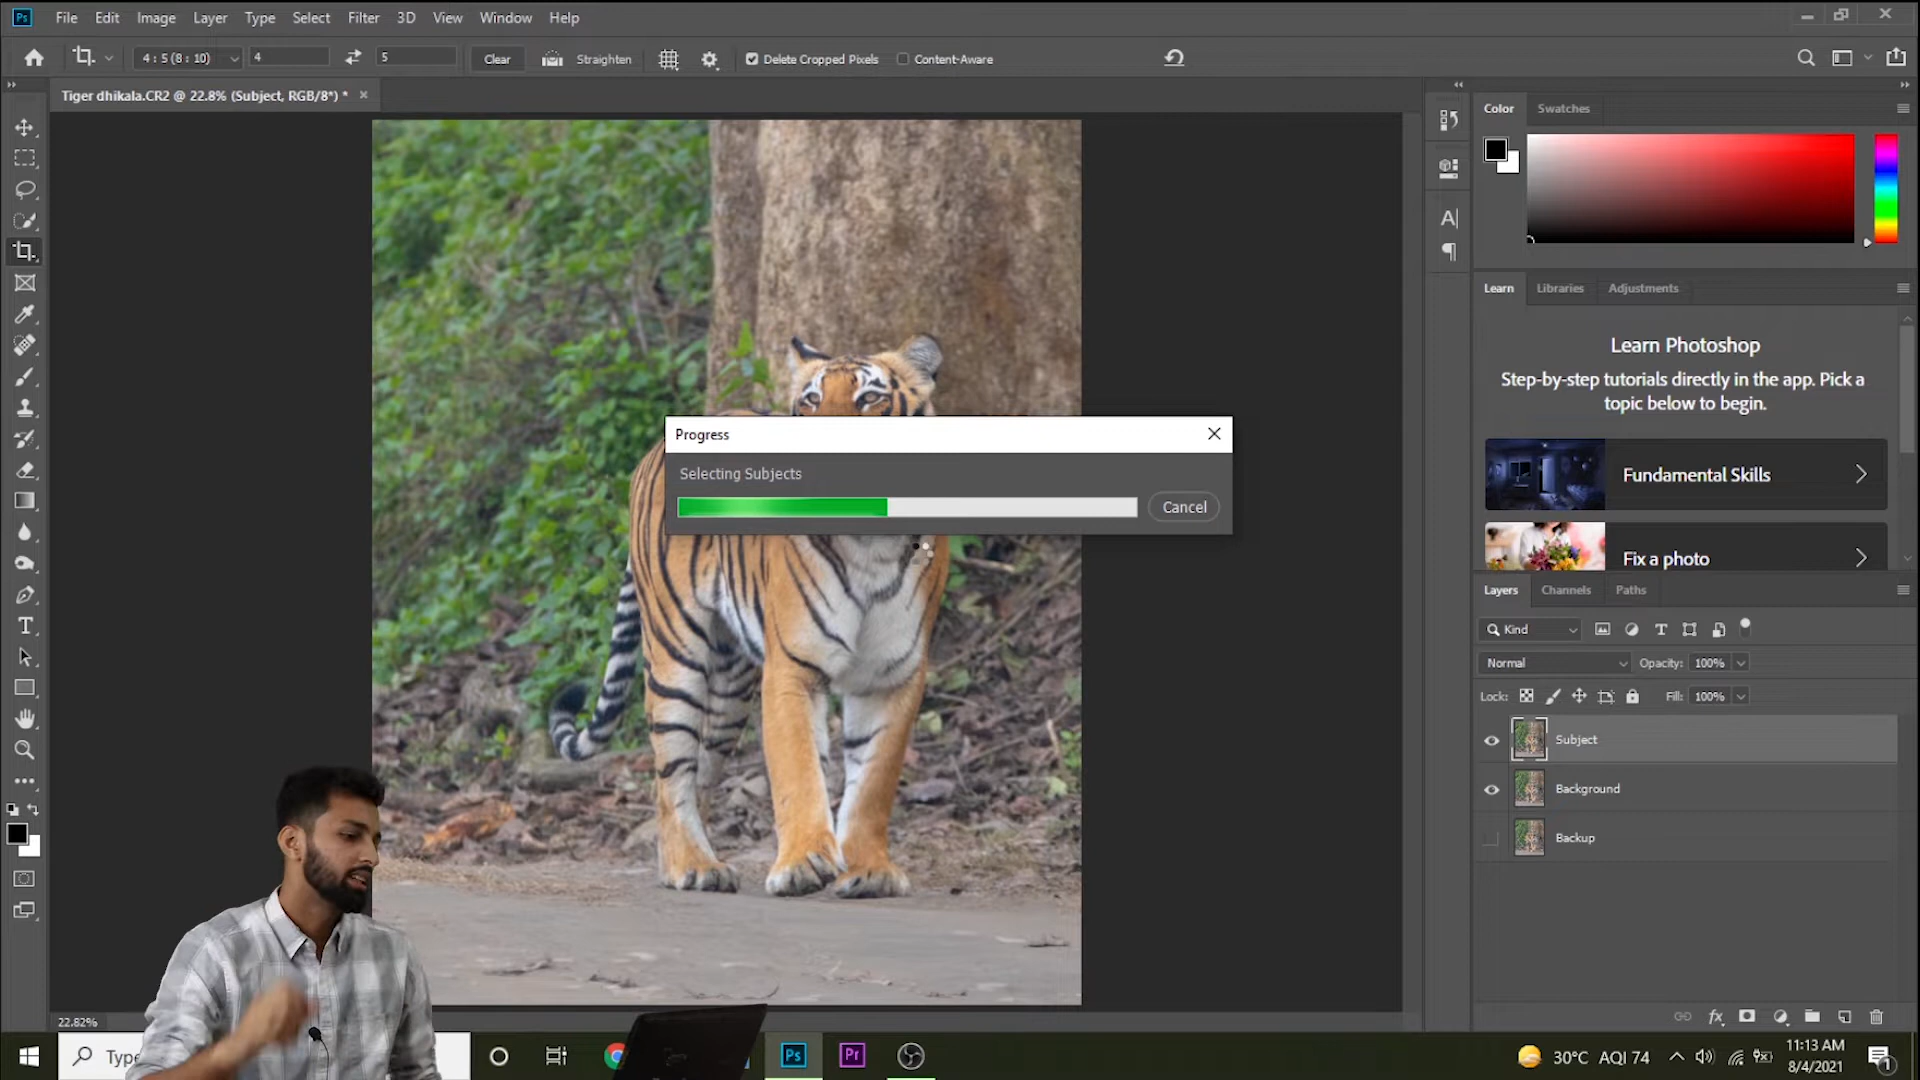 Ps File Edit Image Layer Type Select Filter 3D View Window Help
4 : 5 (8 : 10) 4 5 Clear Straighten Delete Cropped Pixels Content-Aware
Tiger dhikala.CR2 @ 22.8% (Subject, RGB/8*) *
Color Swatches
Learn Libraries Adjustments
Learn Photoshop
Step-by-step tutorials directly in the app. Pick a
topic below to begin.
Fundamental Skills
Fix a photo
Progress
Selecting Subjects
Cancel
Layers Channels Paths
Kind
Normal Opacity: 100%
Lock: Fill: 100%
Subject
Background
Backup
22.82%
Type
Ps Pr
30°C AQI 74
11:13 AM
8/4/2021
1